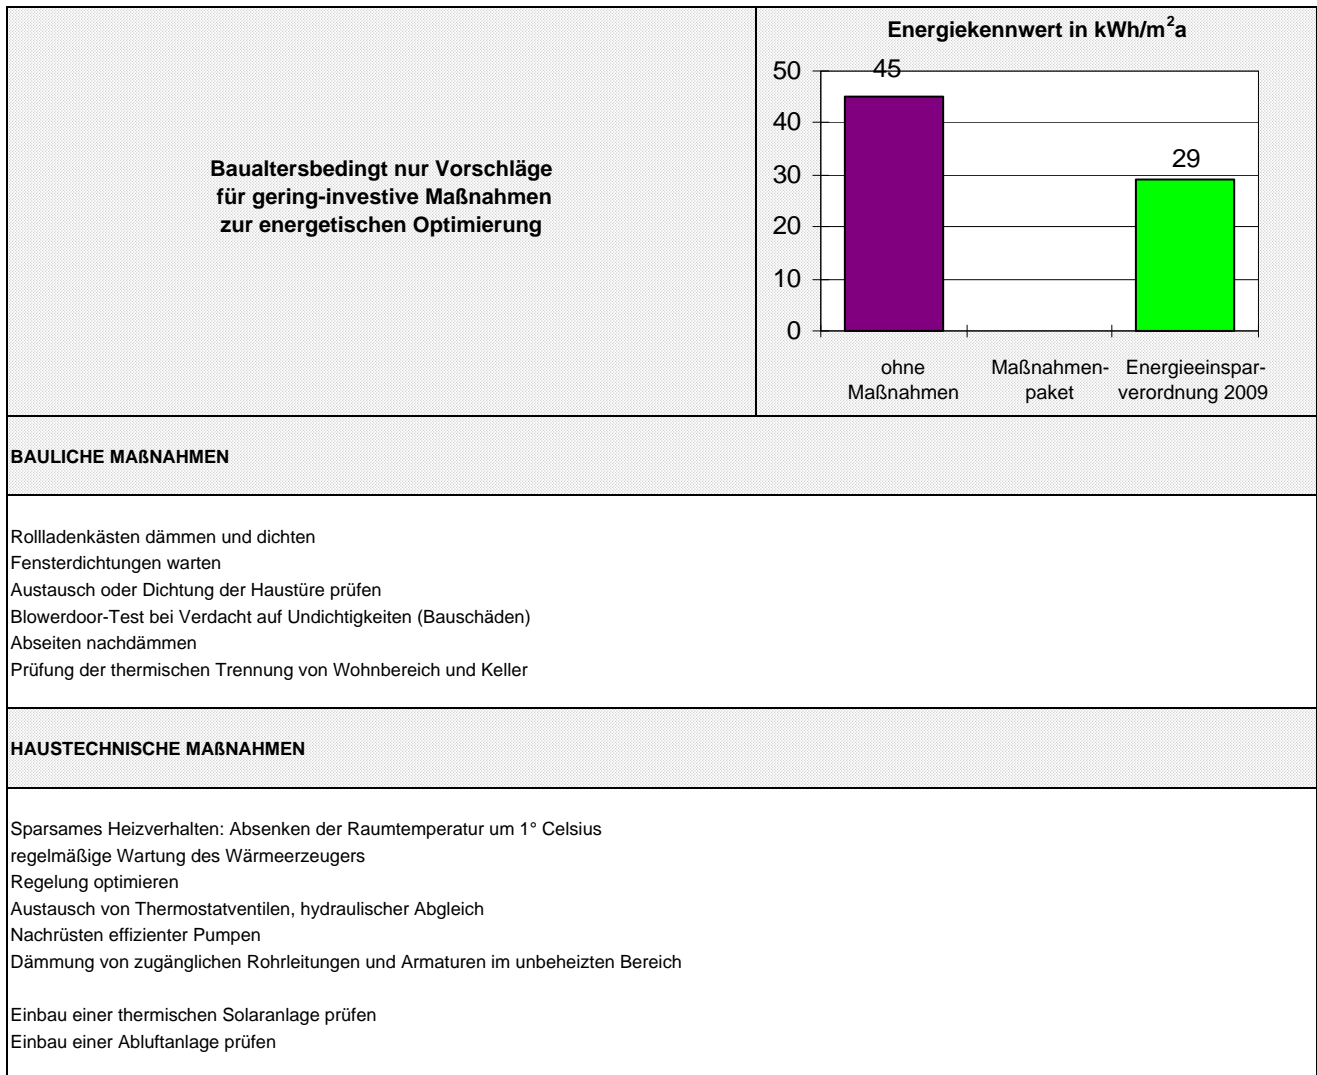 Baualtersbedingt nur Vorschläge
für gering-investive Maßnahmen
zur energetischen Optimierung
Energiekennwert in kWh/m²a
50
40
30
20
10
0
45
29
ohne
Maßnahmen
Maßnahmen-
paket
Energieeinspar-
verordnung 2009
BAULICHE MAßNAHMEN
Rollladenkästen dämmen und dichten
Fensterdichtungen warten
Austausch oder Dichtung der Haustüre prüfen
Blowerdoor-Test bei Verdacht auf Undichtigkeiten (Bauschäden)
Abseiten nachdämmen
Prüfung der thermischen Trennung von Wohnbereich und Keller
HAUSTECHNISCHE MAßNAHMEN
Sparsames Heizverhalten: Absenken der Raumtemperatur um 1° Celsius
regelmäßige Wartung des Wärmeerzeugers
Regelung optimieren
Austausch von Thermostatventilen, hydraulischer Abgleich
Nachrüsten effizienter Pumpen
Dämmung von zugänglichen Rohrleitungen und Armaturen im unbeheizten Bereich
Einbau einer thermischen Solaranlage prüfen
Einbau einer Abluftanlage prüfen